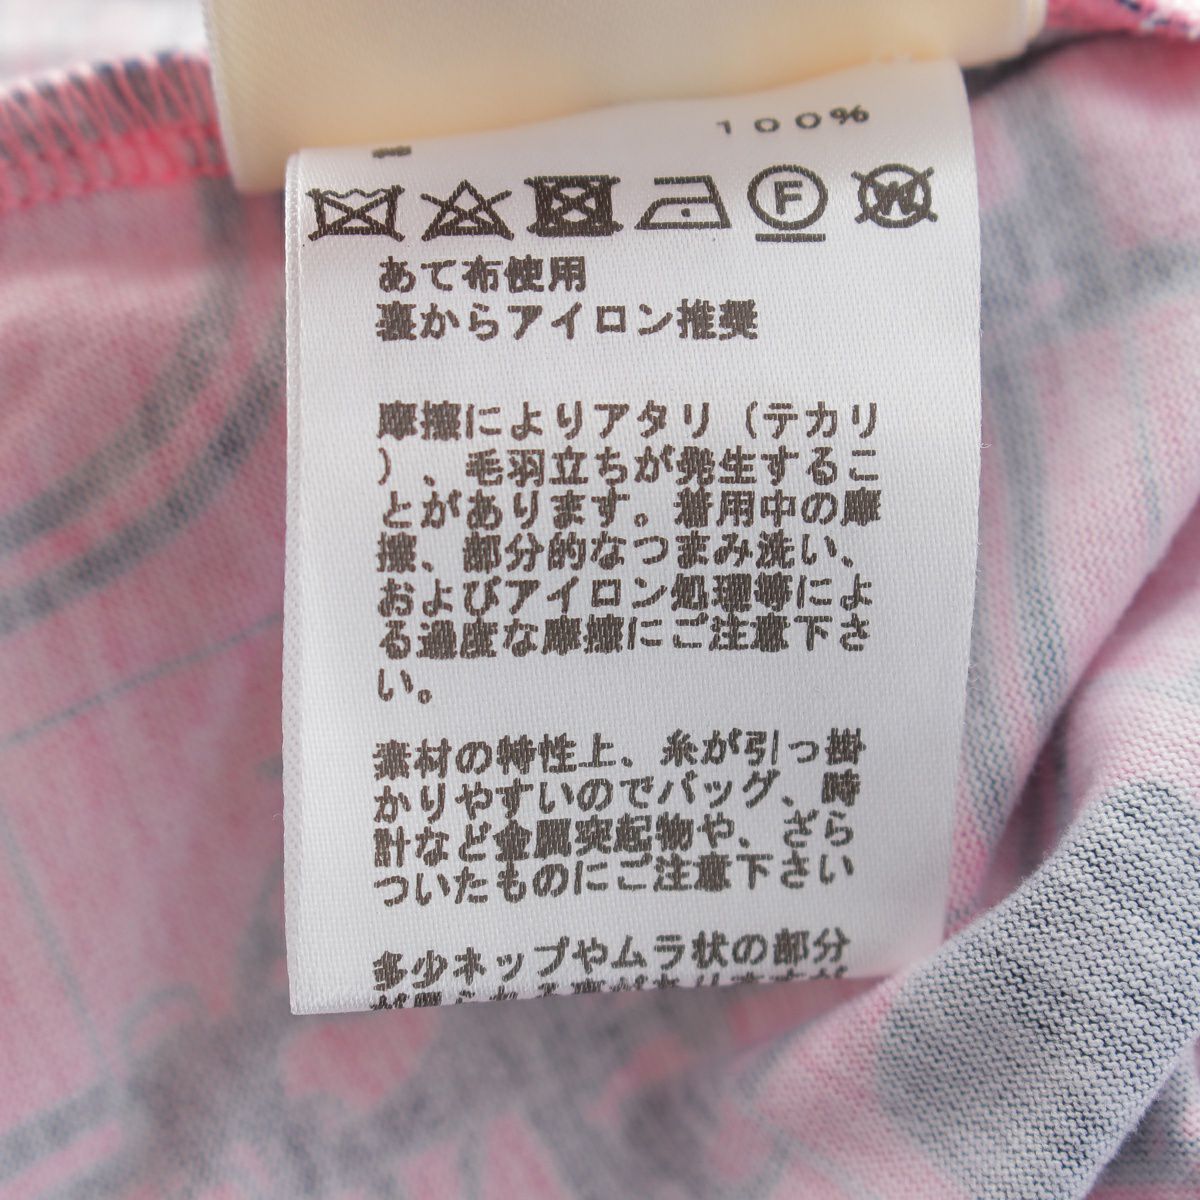 100%
F
W
あて布使用
裏からアイロン推奨
摩擦によりアタリ（テカリ
）、毛羽立ちが発生するこ
とがあります。着用中の摩
擦、部分的なつまみ洗い、
およびアイロン処理等によ
る過度な摩擦にご注意下さ
い。
素材の特性上、糸が引っ掛
かりやすいのでバッグ、時
計など金属突起物や、ざら
ついたものにご注意下さい
多少ネップやムラ状の部分